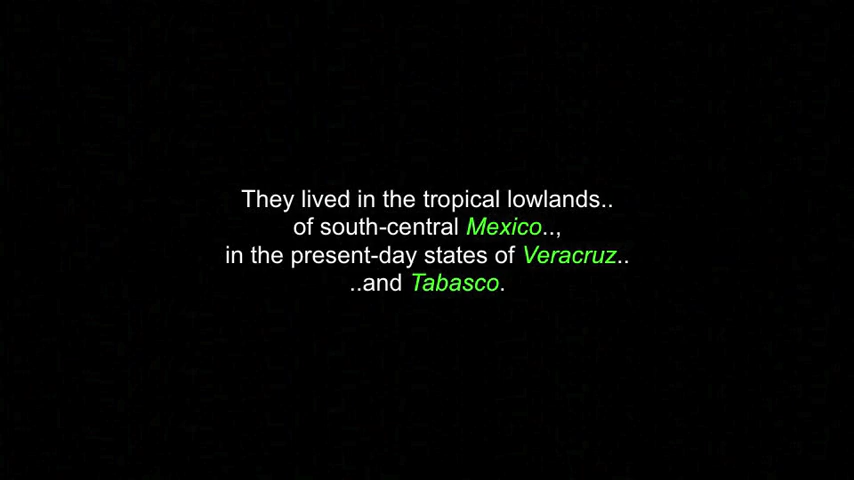 They lived in the tropical lowlands..
of south-central Mexico..,
in the present-day states of Veracruz..
..and Tabasco.